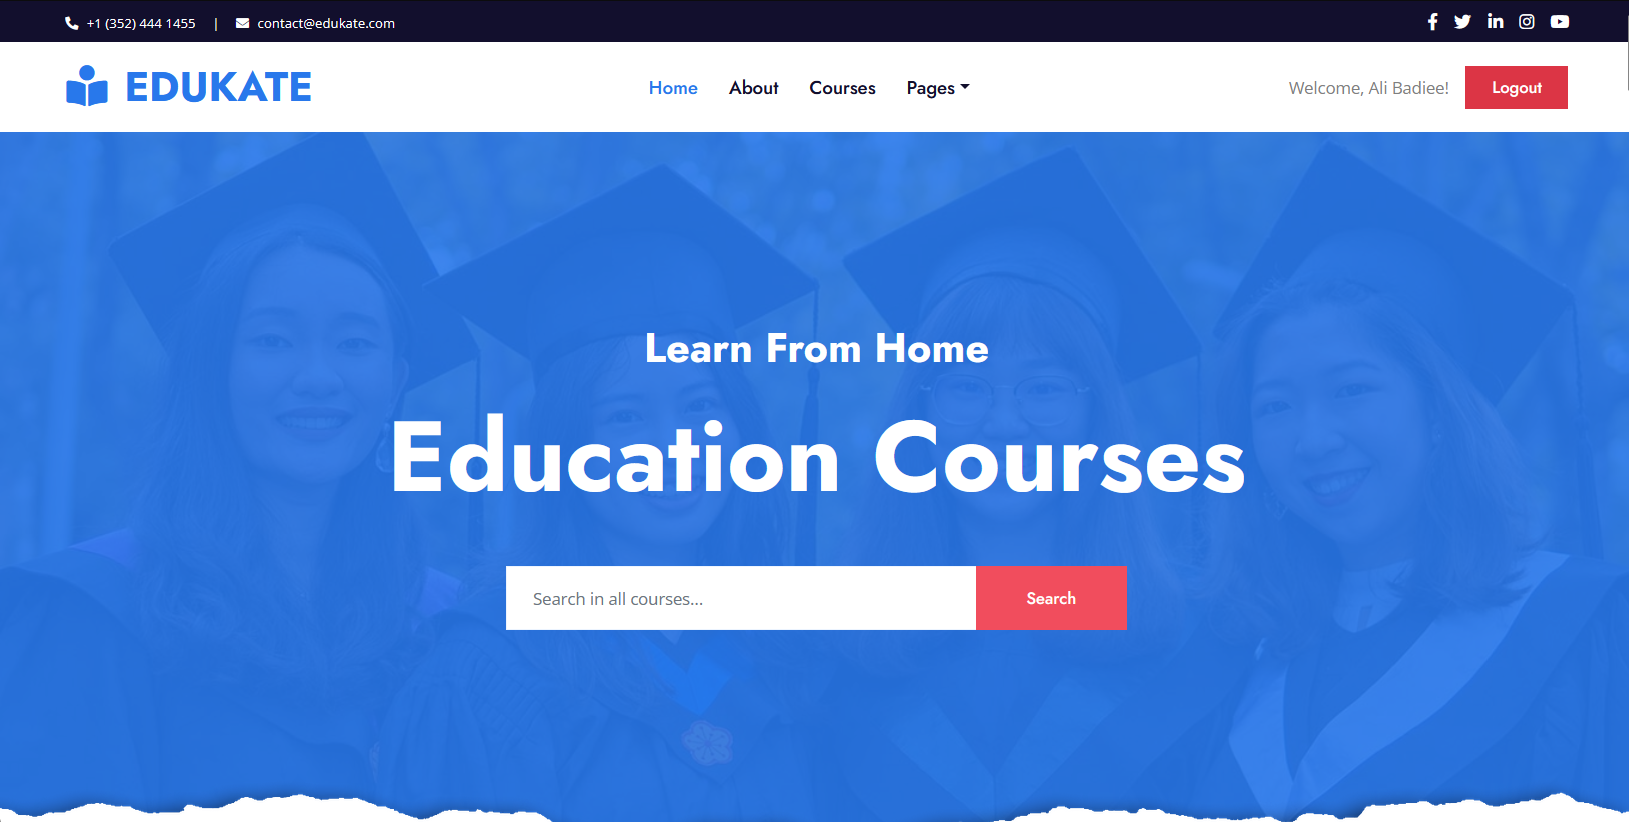 +1 (352) 444 1455 | contact@edukate.com
EDUKATE
Home About Courses Pages
Welcome, Ali Badiee! Logout
Learn From Home
Education Courses
Search in all courses... Search